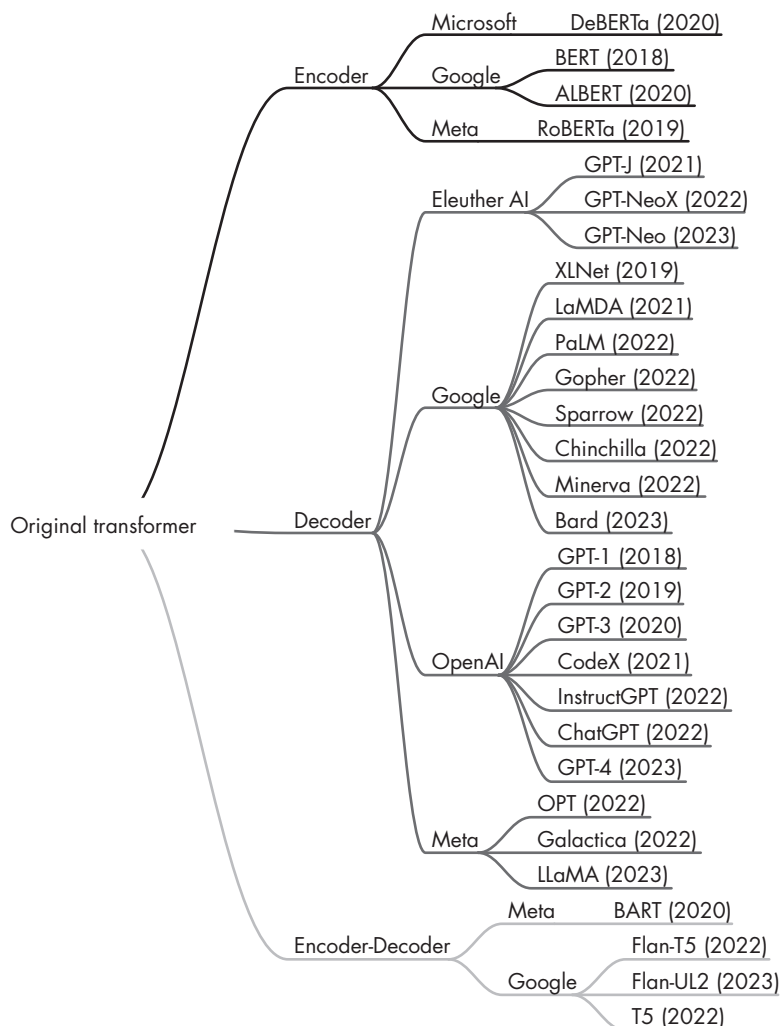 Microsoft DeBERTa (2020)
BERT (2018)
Encoder Google
ALBERT (2020)
Meta RoBERTa (2019)
GPT-J (2021)
Eleuther AI GPT-NeoX (2022)
GPT-Neo (2023)
XLNet (2019)
LaMDA (2021)
PaLM (2022)
Gopher (2022)
Google
Sparrow (2022)
Chinchilla (2022)
Minerva (2022)
Original transformer Decoder Bard (2023)
GPT-1 (2018)
GPT-2 (2019)
GPT-3 (2020)
OpenAI CodeX (2021)
InstructGPT (2022)
ChatGPT (2022)
GPT-4 (2023)
OPT (2022)
Meta Galactica (2022)
LLaMA (2023)
Meta BART (2020)
Encoder-Decoder Flan-T5 (2022)
Google Flan-UL2 (2023)
T5 (2022)